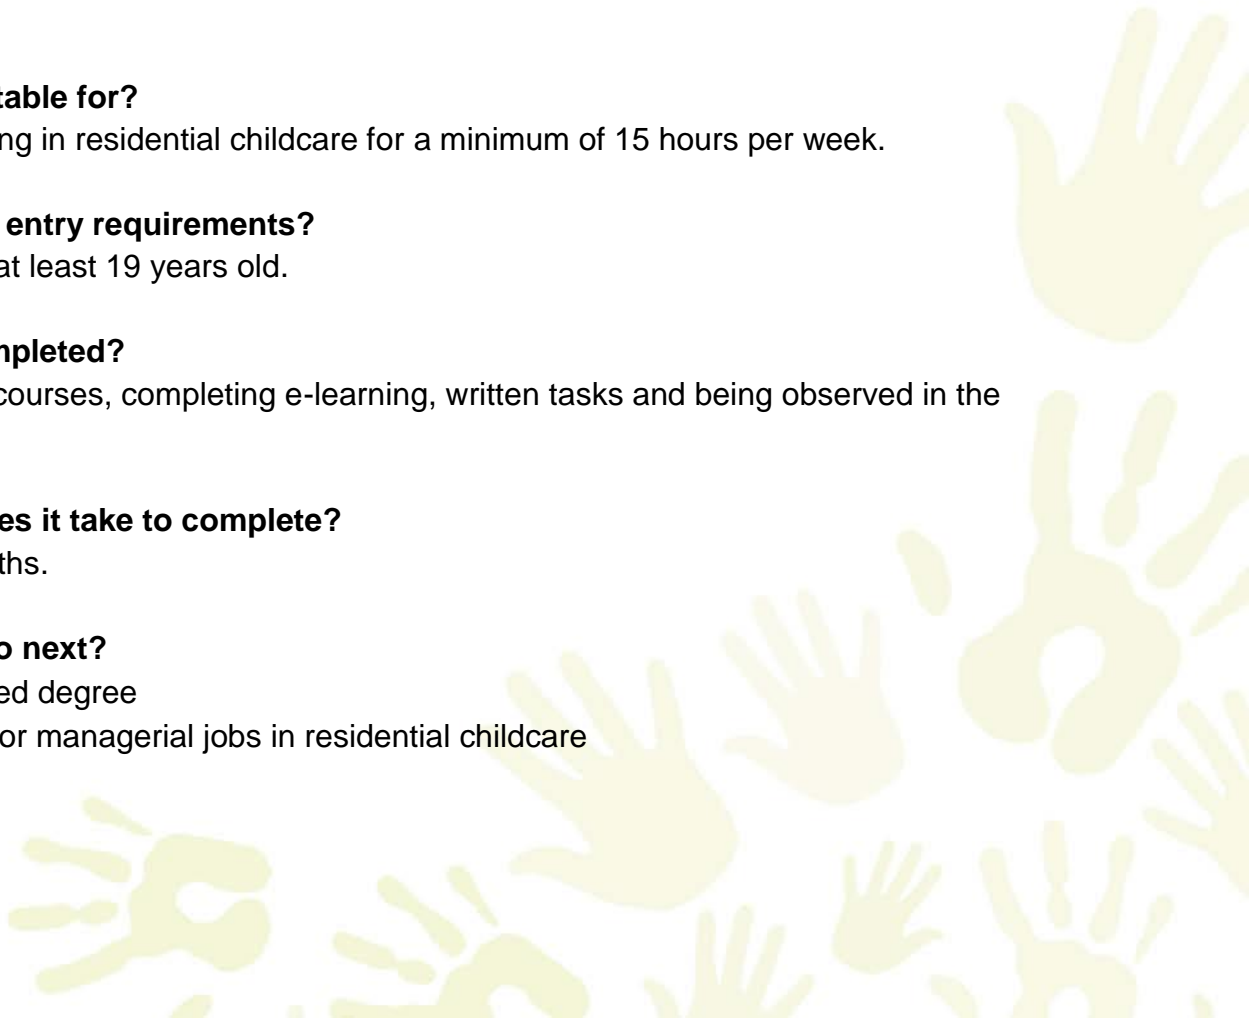 table for?
ng in residential childcare for a minimum of 15 hours per week.
entry requirements?
at least 19 years old.
mpleted?
courses, completing e-learning, written tasks and being observed in the
es it take to complete?
ths.
o next?
ed degree
or managerial jobs in residential childcare